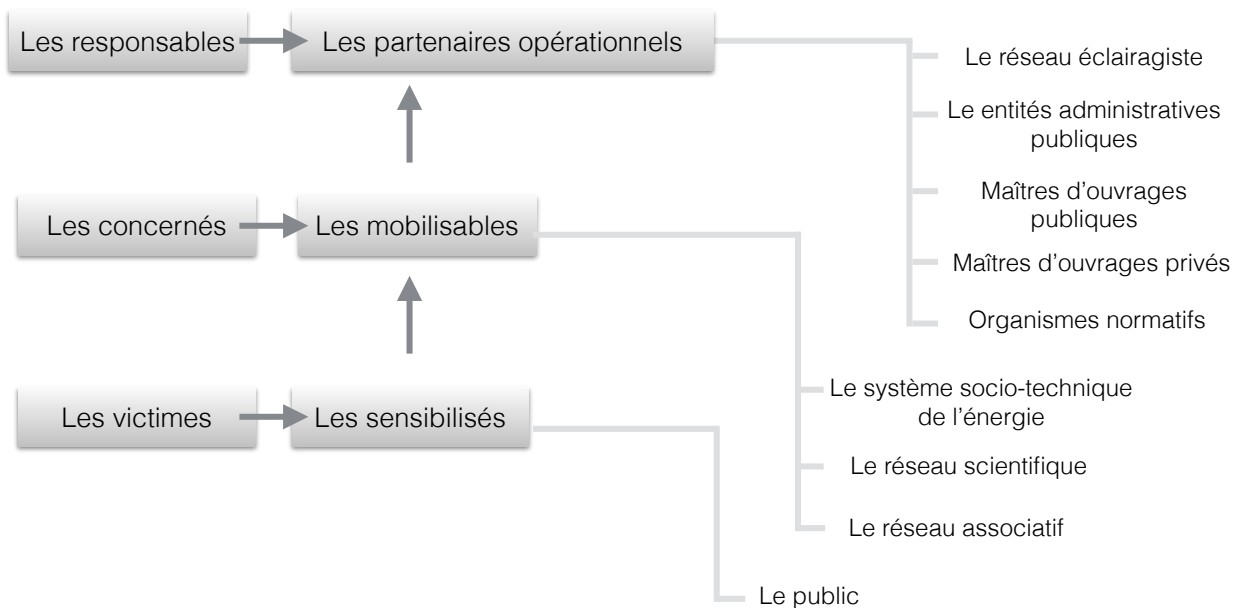 Les responsables
Les partenaires opérationnels
Le réseau éclairagiste
Le entités administratives
publiques
Maîtres d’ouvrages
publiques
Maîtres d’ouvrages privés
Organismes normatifs
Les concernés
Les mobilisables
Le système socio-technique
de l’énergie
Le réseau scientifique
Le réseau associatif
Les victimes
Les sensibilisés
Le public